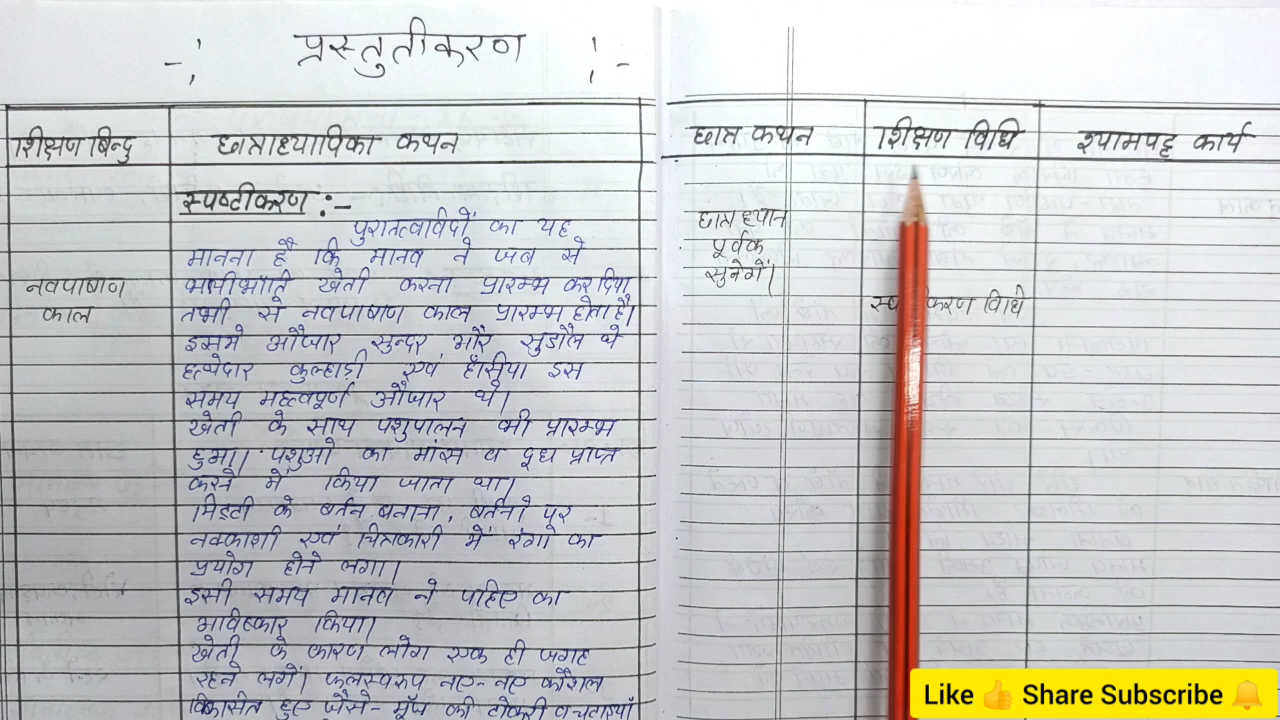 -: प्रस्तुतीकरण :-
शिक्षण बिन्दु
छात्राध्यापिका कथन
छात्र कथन
शिक्षण विधि
श्यामपट्ट कार्य
स्पष्टीकरण :-
नवपाषाण
काल
पुरातत्वविदों का यह
मानना है कि मानव ने जब से
भलीभाँति खेती करना प्रारम्भ कर दिया
तभी से नवपाषाण काल प्रारम्भ होता है।
इसमे औजार सुन्दर और सुडौल थे
हत्थेदार कुल्हाड़ी एवं हँसिया इस
समय महत्वपूर्ण औजार थे।
खेती के साथ पशुपालन भी प्रारम्भ
हुआ। पशुओ का मांस व दूध प्राप्त
करने में किया जाता था।
मिट्टी के बर्तन बनाना, बर्तनो पर
नक्काशी एवं चित्रकारी में रंगो का
प्रयोग होने लगा।
इसी समय मानव ने पहिए का
आविष्कार किया।
खेती के कारण लोग एक ही जगह
रहने लगें। फलस्वरुप नए-नए कौशल
विकसित हुए जैसे- मूँज की टोकरी व चटाइयाँ
छात्र ध्यान
पूर्वक
सुनेगें।
विधि
Like 👍 Share Subscribe 🔔